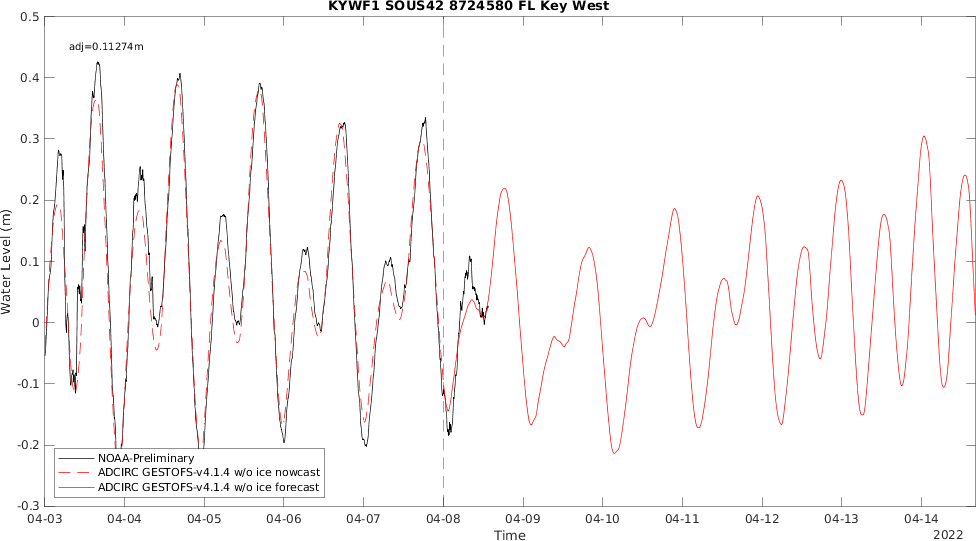 KYWF1 SOUS42 8724580 FL Key West
adj=0.11274m
0.5
0.4
0.3
0.2
0.1
0
-0.1
-0.2
-0.3
Water Level (m)
NOAA-Preliminary
ADCIRC GESTOFS-v4.1.4 w/o ice nowcast
ADCIRC GESTOFS-v4.1.4 w/o ice forecast
04-03 04-04 04-05 04-06 04-07 04-08 04-09 04-10 04-11 04-12 04-13 04-14
Time
2022